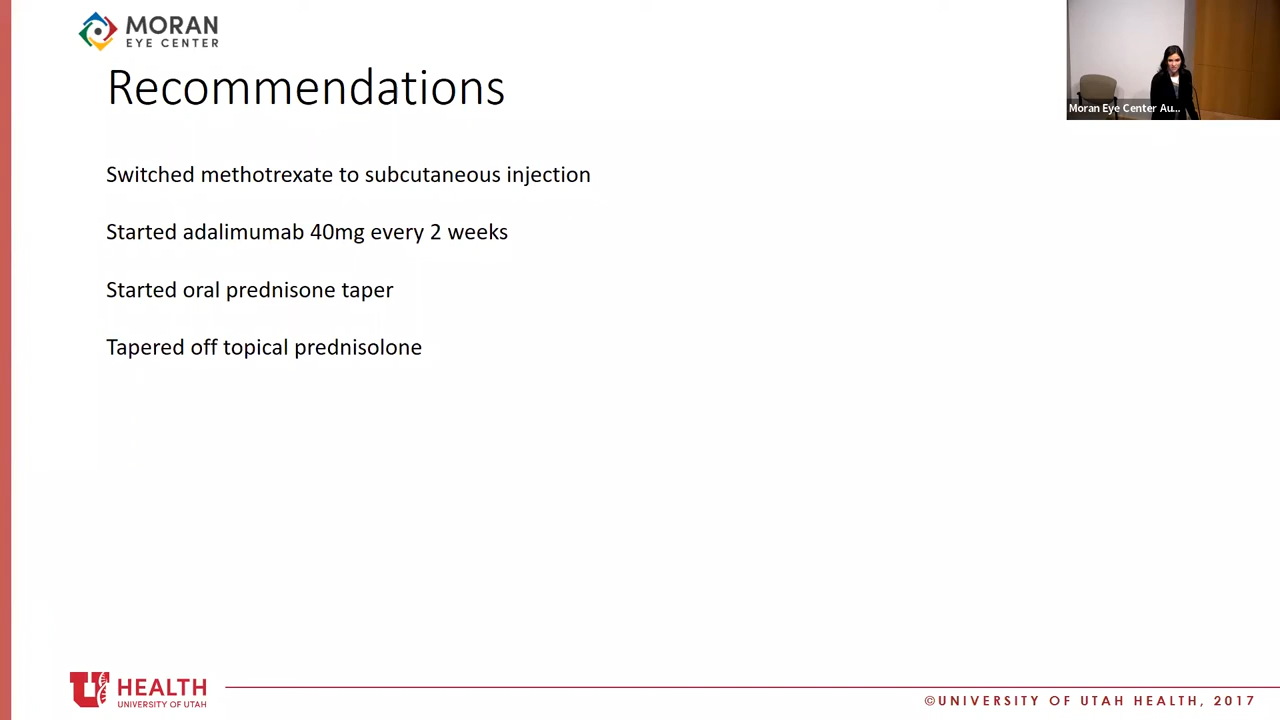 MORAN
EYE CENTER
Recommendations
Moran Eye Center Au...
Switched methotrexate to subcutaneous injection
Started adalimumab 40mg every 2 weeks
Started oral prednisone taper
Tapered off topical prednisolone
U HEALTH
UNIVERSITY OF UTAH
©UNIVERSITY OF UTAH HEALTH, 2017